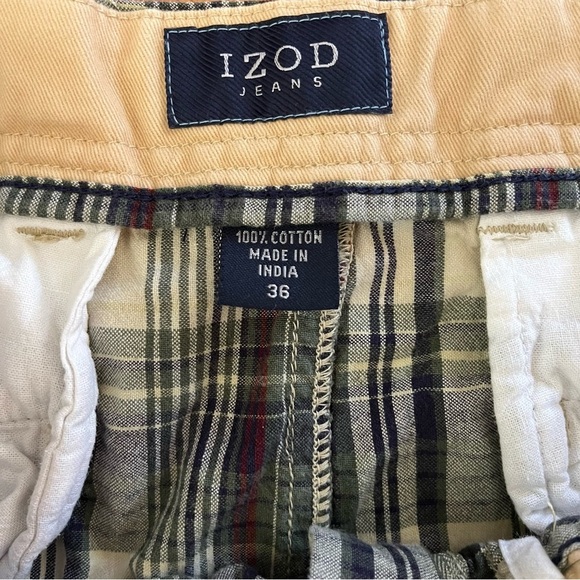 IZOD
JEANS
100% COTTON
MADE IN
INDIA
36